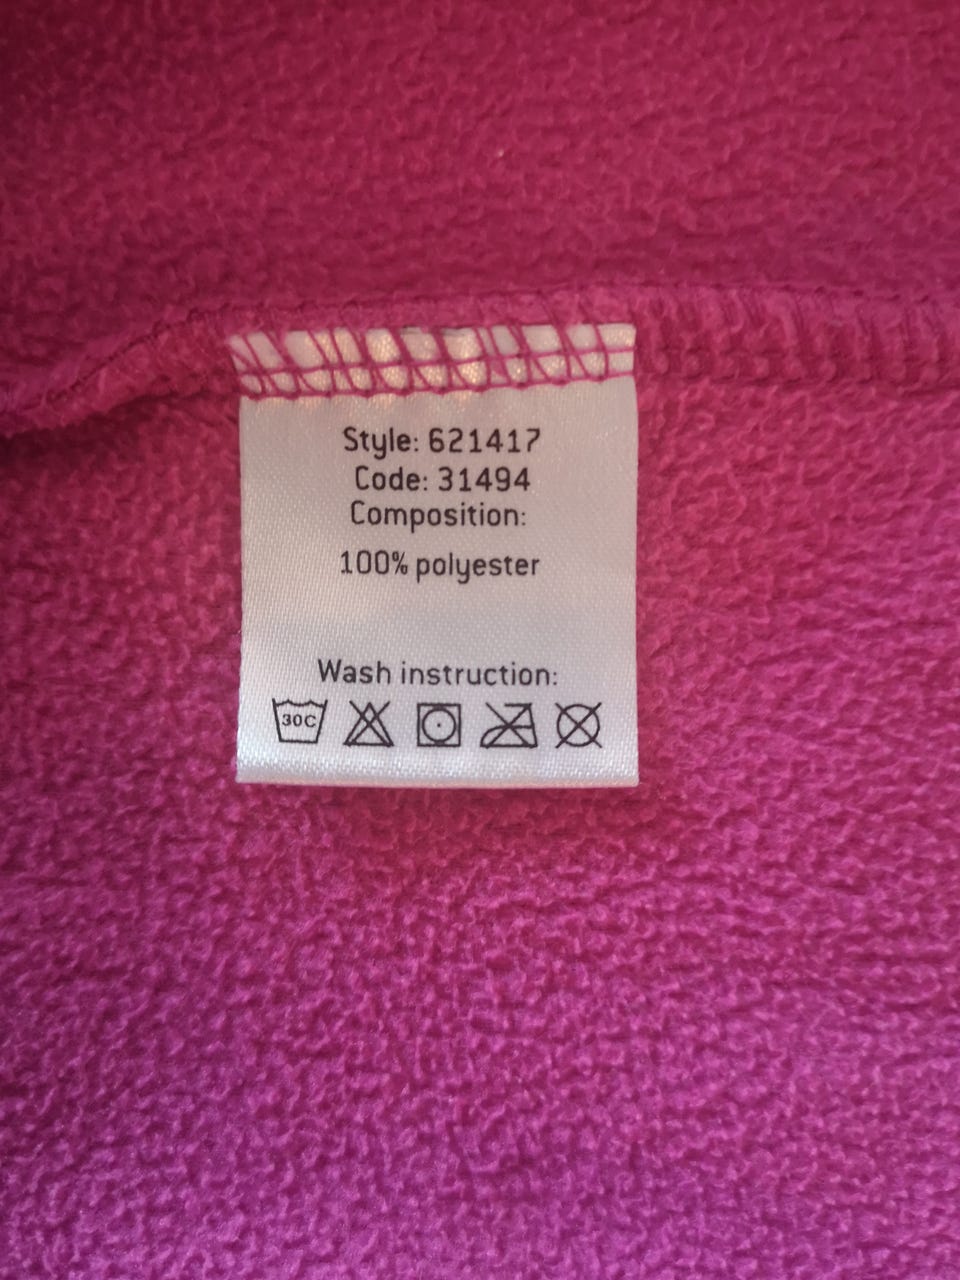 Style: 621417
Code: 31494
Composition:
100% polyester
Wash instruction:
30C